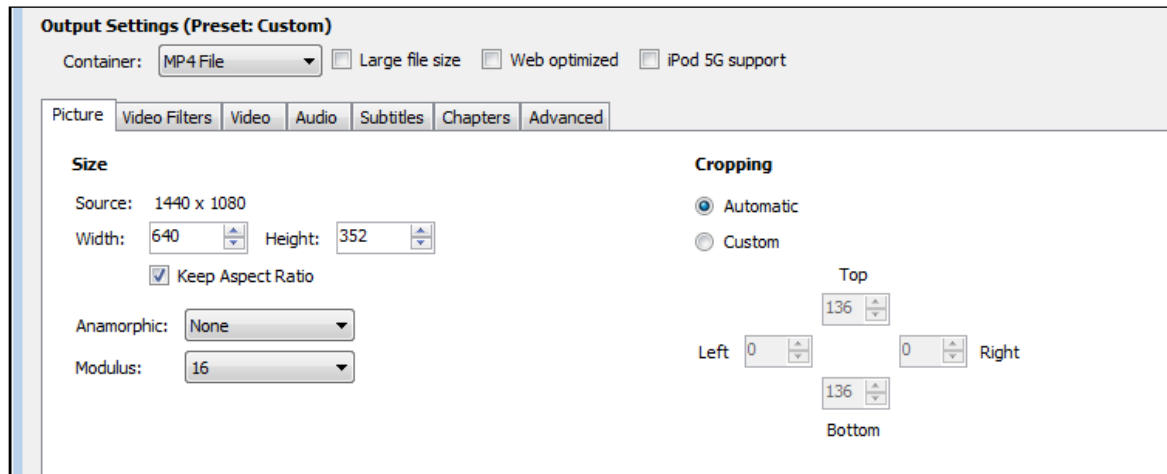 Output Settings (Preset: Custom)
Container: MP4 File Large file size Web optimized iPod 5G support
Picture Video Filters Video Audio Subtitles Chapters Advanced
Size
Source: 1440 x 1080
Width: 640 Height: 352
Keep Aspect Ratio
Anamorphic: None
Modulus: 16
Cropping
Automatic
Custom
Top
136
Left 0 0 Right
136
Bottom